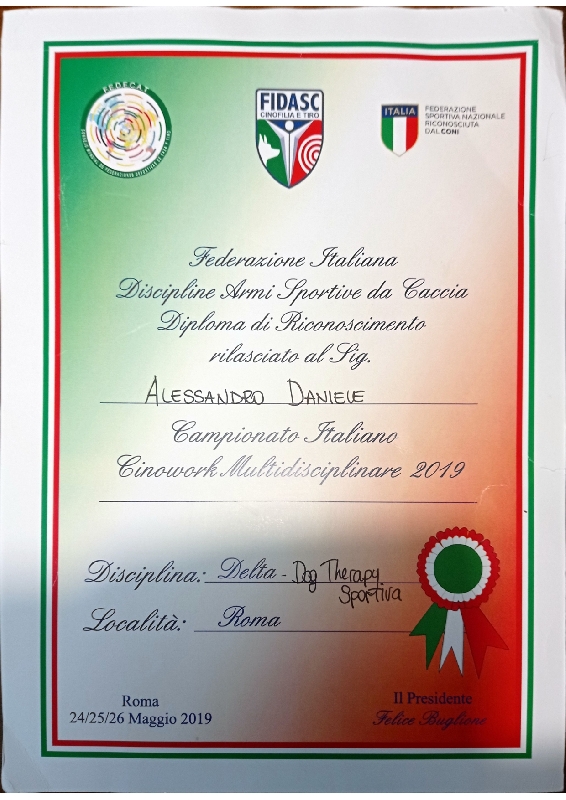 FEDECAT
FIDASC
CINOFILIA E TIRO
ITALIA
FEDERAZIONE
SPORTIVA NAZIONALE
RICONOSCIUTA
DAL CONI
Federazione Italiana
Discipline Armi Sportive da Caccia
Diploma di Riconoscimento
rilasciato al Sig.
ALESSANDRO DANIELE
Campionato Italiano
Cinowork Multidisciplinare 2019
Disciplina: Delta - Dog Therapy
Sportiva
Località: Roma
Roma
24/25/26 Maggio 2019
Il Presidente
Felice Buglione